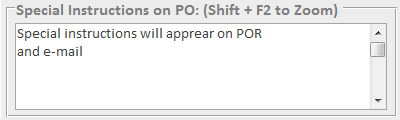 Special Instructions on PO: (Shift + F2 to Zoom)
Special instructions will apprear on POR
and e-mail